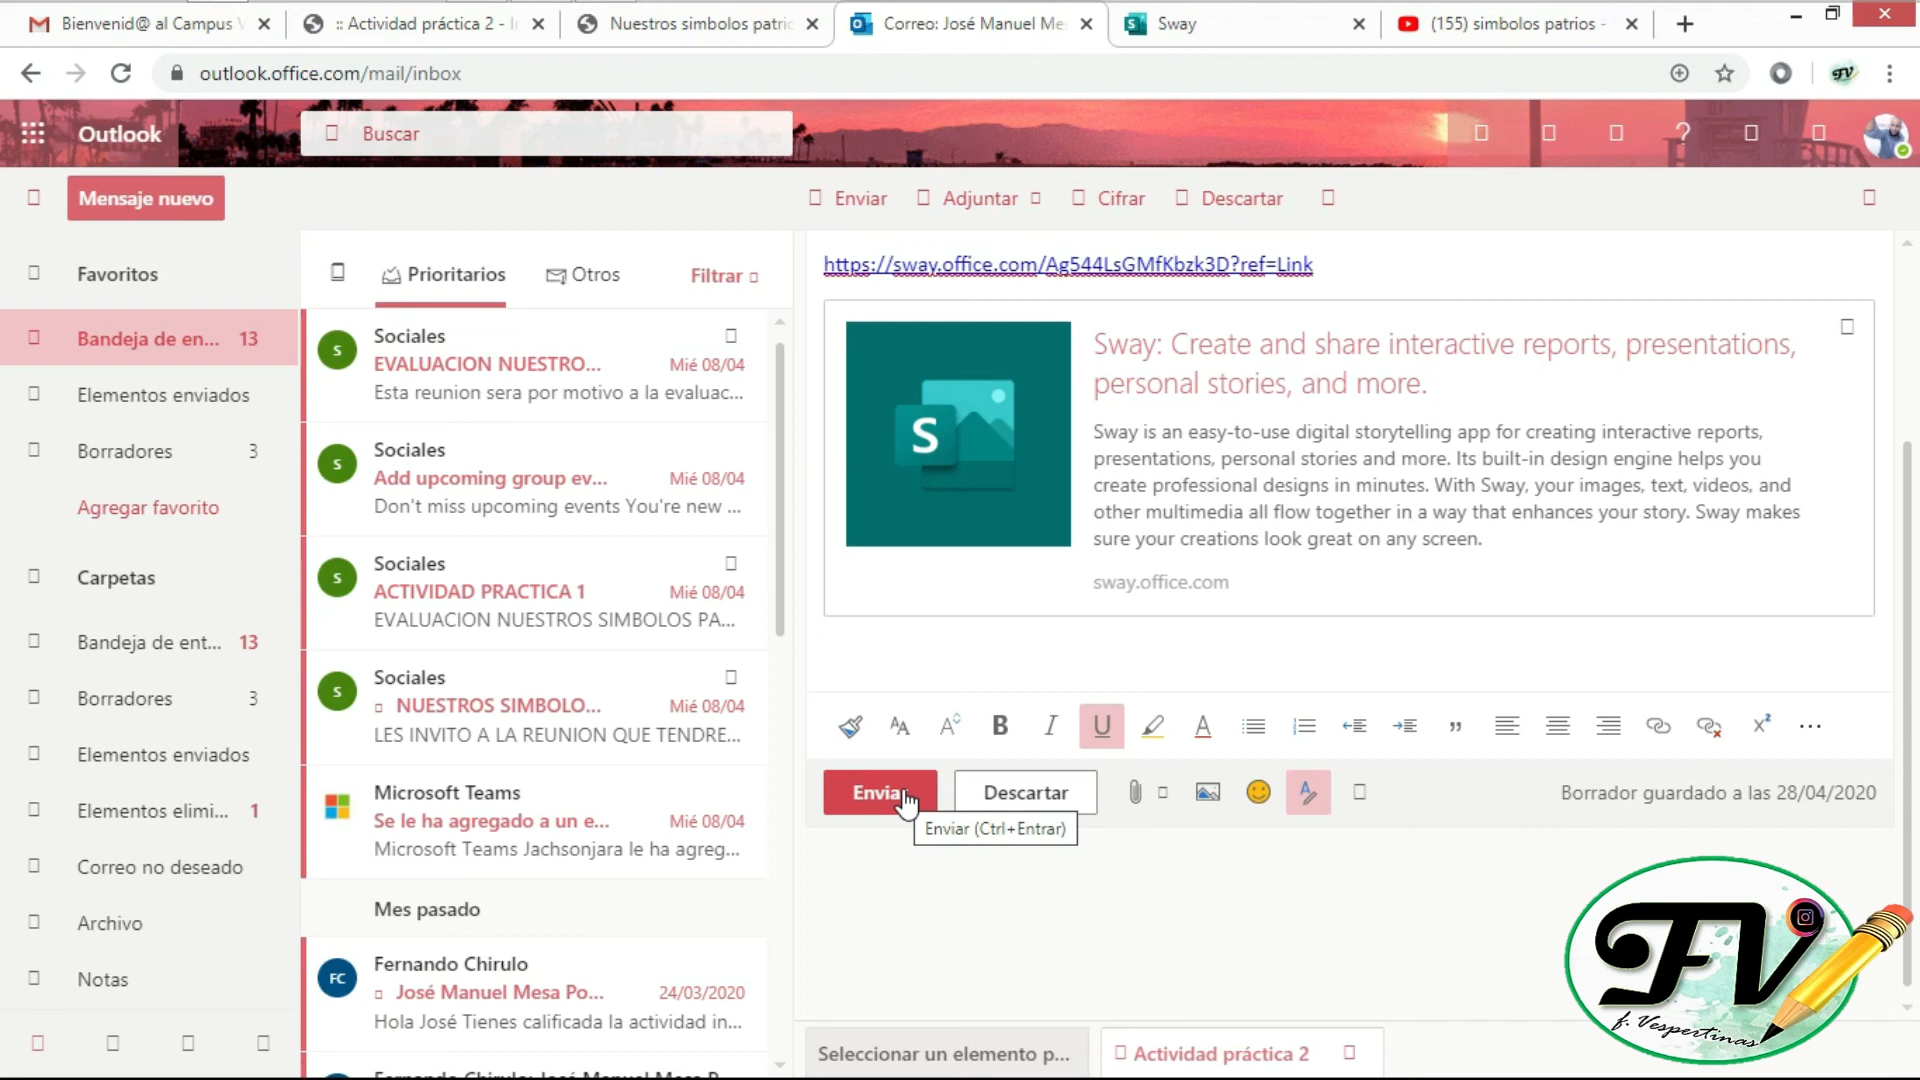 Bienvenid@ al Campus V
:: Actividad práctica 2 - I
Nuestros simbolos patri
Correo: José Manuel Me
Sway
(155) simbolos patrios -
outlook.office.com/mail/inbox
Outlook
Buscar
Mensaje nuevo
Enviar
Adjuntar
Cifrar
Descartar
Favoritos
Bandeja de en... 13
Elementos enviados
Borradores 3
Agregar favorito
Carpetas
Bandeja de ent... 13
Borradores 3
Elementos enviados
Elementos elimi... 1
Correo no deseado
Archivo
Notas
Prioritarios
Otros
Filtrar
S
Sociales
EVALUACION NUESTRO... Mié 08/04
Esta reunion sera por motivo a la evaluac...
S
Sociales
Add upcoming group ev... Mié 08/04
Don't miss upcoming events You're new ...
S
Sociales
ACTIVIDAD PRACTICA 1 Mié 08/04
EVALUACION NUESTROS SIMBOLOS PA...
S
Sociales
NUESTROS SIMBOLO... Mié 08/04
LES INVITO A LA REUNION QUE TENDRE...
Microsoft Teams
Se le ha agregado a un e... Mié 08/04
Microsoft Teams Jachsonjara le ha agreg...
Mes pasado
FC
Fernando Chirulo
José Manuel Mesa Po... 24/03/2020
Hola José Tienes calificada la actividad in...
Fernando Chirulo: José Manuel Mesa P
https://sway.office.com/Ag544LsGMfKbzk3D?ref=Link
S
Sway: Create and share interactive reports, presentations,
personal stories, and more.
Sway is an easy-to-use digital storytelling app for creating interactive reports,
presentations, personal stories and more. Its built-in design engine helps you
create professional designs in minutes. With Sway, your images, text, videos, and
other multimedia all flow together in a way that enhances your story. Sway makes
sure your creations look great on any screen.
sway.office.com
Enviar
Descartar
Borrador guardado a las 28/04/2020
Enviar (Ctrl+Entrar)
Seleccionar un elemento p...
Actividad práctica 2
FV
f. Vespertinas